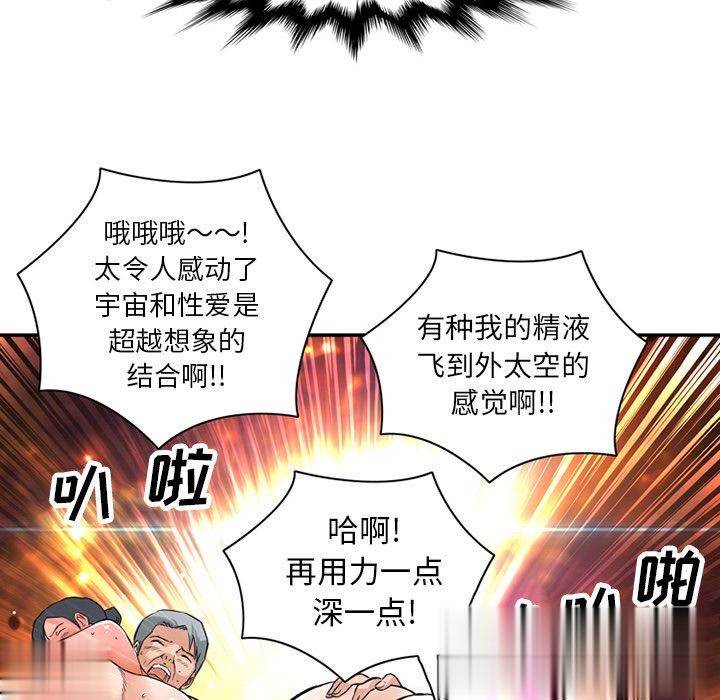 哦哦哦～～!
太令人感动了
宇宙和性爱是
超越想象的
结合啊!!
有种我的精液
飞到外太空的
感觉啊!!
叭 啦
哈啊!
再用力一点
深一点!
啪